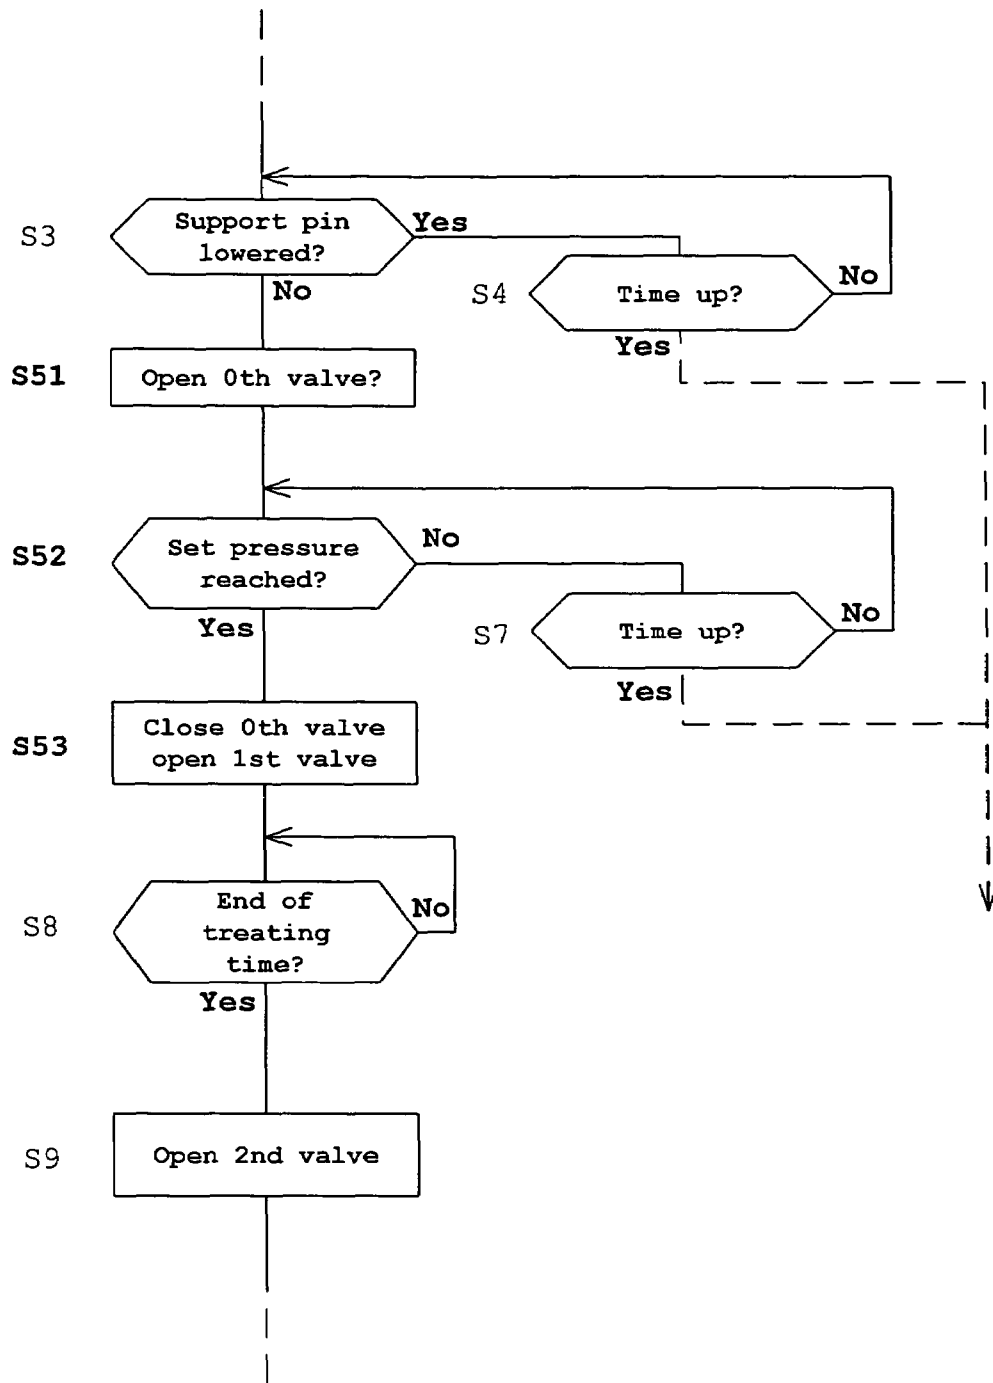 S3
Support pin
lowered?
Yes
No
S4
Time up?
No
Yes
S51
Open 0th valve?
S52
Set pressure
reached?
No
Yes
S7
Time up?
No
Yes
S53
Close 0th valve
open 1st valve
S8
End of
treating
time?
No
Yes
S9
Open 2nd valve